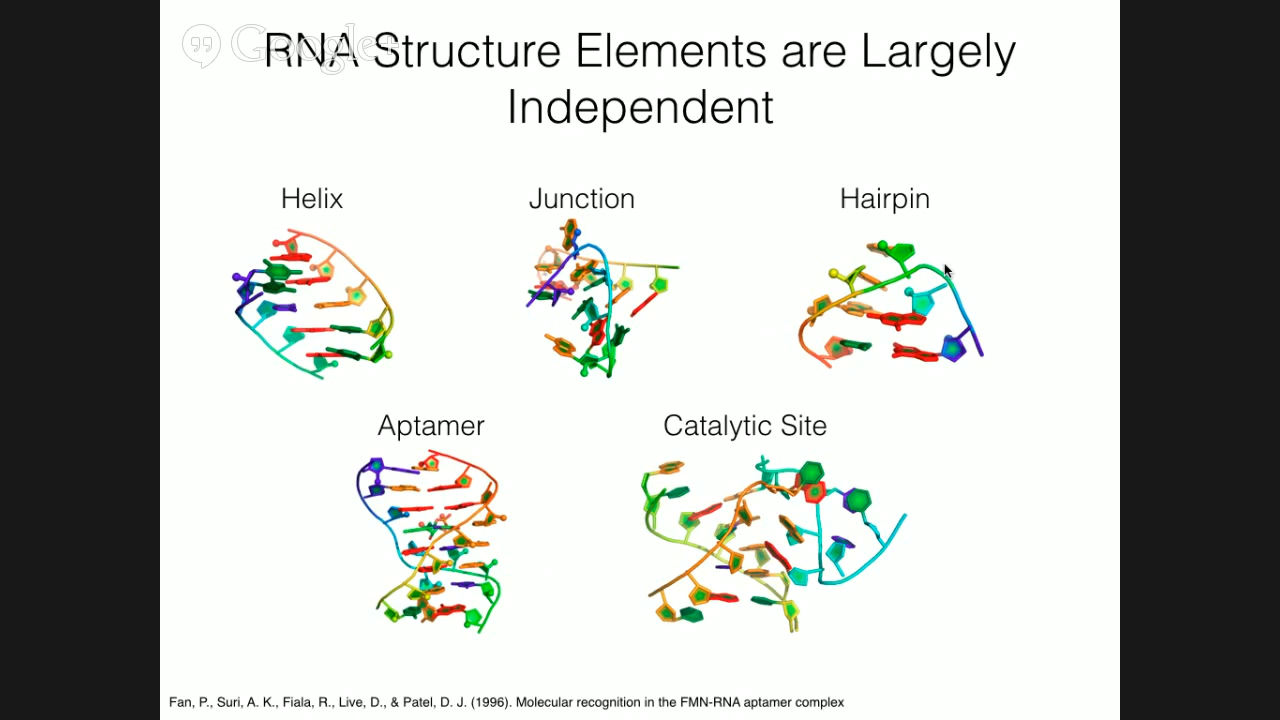 Google+
RNA Structure Elements are Largely
Independent
Helix
Junction
Hairpin
Aptamer
Catalytic Site
Fan, P., Suri, A. K., Fiala, R., Live, D., & Patel, D. J. (1996). Molecular recognition in the FMN-RNA aptamer complex